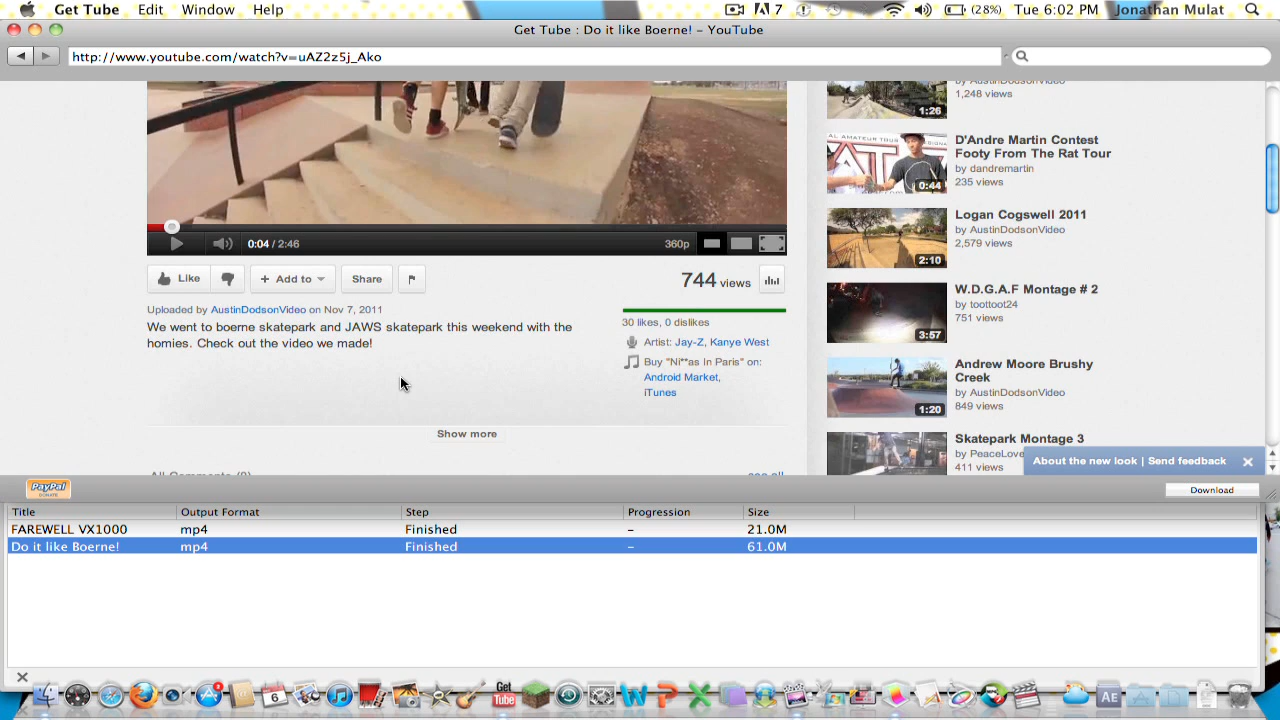 Get Tube Edit Window Help 7 (28%) Tue 6:02 PM Jonathan Mulat
Get Tube : Do it like Boerne! – YouTube
http://www.youtube.com/watch?v=uAZ2z5j_Ako
by AustinDodsonVideo
1,248 views
1:26
D'Andre Martin Contest
Footy From The Rat Tour
by dandremartin
235 views
0:44
Logan Cogswell 2011
by AustinDodsonVideo
2,579 views
2:10
W.D.G.A.F Montage # 2
by toottoot24
751 views
3:57
Andrew Moore Brushy
Creek
by AustinDodsonVideo
849 views
1:20
Skatepark Montage 3
by PeaceLove
411 views
About the new look | Send feedback
0:04 / 2:46 360p
Like Add to Share 744 views
Uploaded by AustinDodsonVideo on Nov 7, 2011
We went to boerne skatepark and JAWS skatepark this weekend with the
homies. Check out the video we made!
30 likes, 0 dislikes
Artist: Jay-Z, Kanye West
Buy "Ni**as In Paris" on:
Android Market,
iTunes
Show more
All Comments (9) see all
PayPal
DONATE
Download
Title Output Format Step Progression Size
FAREWELL VX1000 mp4 Finished – 21.0M
Do it like Boerne! mp4 Finished – 61.0M
Get
Tube
AE